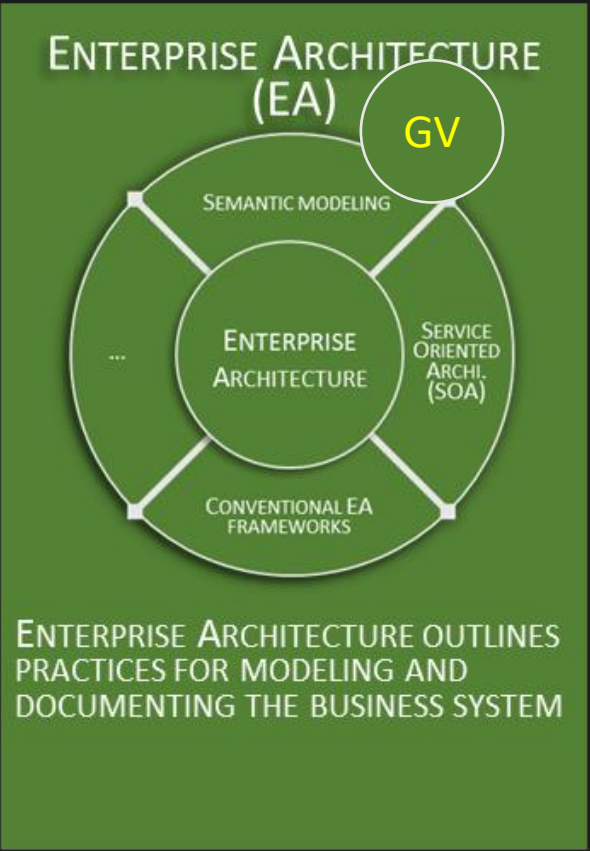 ENTERPRISE ARCHITECTURE
(EA)
GV
SEMANTIC MODELING
...
ENTERPRISE
ARCHITECTURE
SERVICE
ORIENTED
ARCHI.
(SOA)
CONVENTIONAL EA
FRAMEWORKS
ENTERPRISE ARCHITECTURE OUTLINES
PRACTICES FOR MODELING AND
DOCUMENTING THE BUSINESS SYSTEM